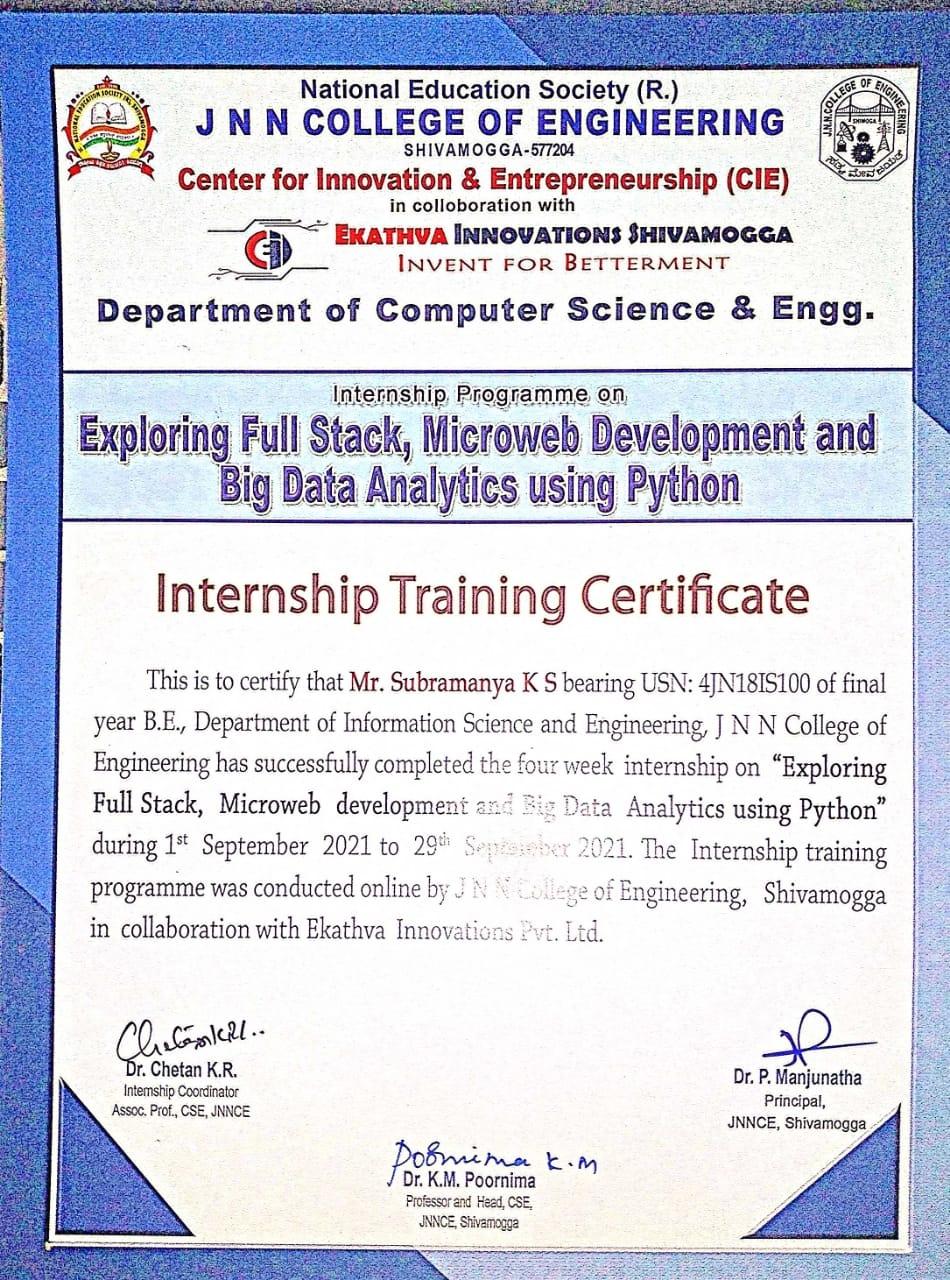 National Education Society (R.)
J N N COLLEGE OF ENGINEERING
SHIVAMOGGA-577204
Center for Innovation & Entrepreneurship (CIE)
in colloboration with
EKATHVA INNOVATIONS SHIVAMOGGA
INVENT FOR BETTERMENT
Department of Computer Science & Engg.
Internship Programme on
Exploring Full Stack, Microweb Development and
Big Data Analytics using Python
Internship Training Certificate
This is to certify that Mr. Subramanya K S bearing USN: 4JN18IS100 of final
year B.E., Department of Information Science and Engineering, J N N College of
Engineering has successfully completed the four week internship on “Exploring
Full Stack, Microweb development and Big Data Analytics using Python”
during 1st September 2021 to 29th September 2021. The Internship training
programme was conducted online by J N N College of Engineering, Shivamogga
in collaboration with Ekathva Innovations Pvt. Ltd.
Dr. Chetan K.R.
Internship Coordinator
Assoc. Prof., CSE, JNNCE
Dr. P. Manjunatha
Principal,
JNNCE, Shivamogga
Poornima K.M
Dr. K.M. Poornima
Professor and Head, CSE,
JNNCE, Shivamogga